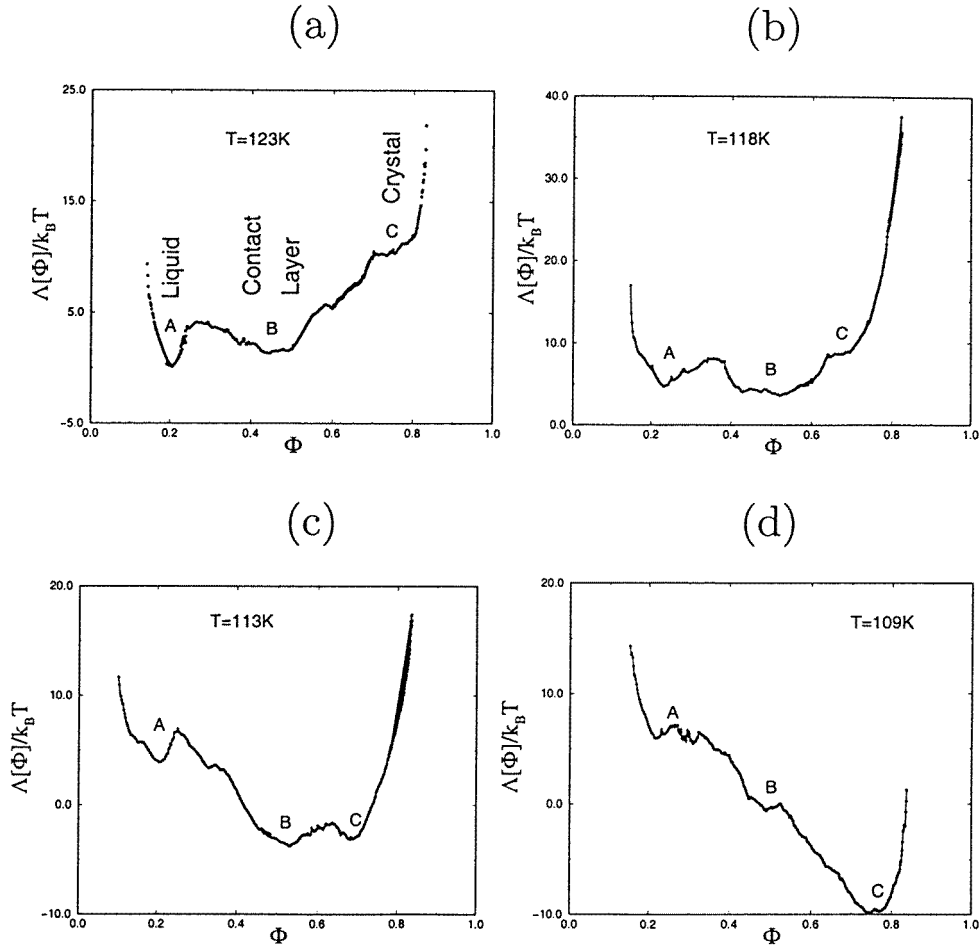 (a)
25.0
15.0
5.0
−5.0
0.0 0.2 0.4 0.6 0.8 1.0
Λ[Φ]/k_BT
Φ
T=123K
Liquid
A
Contact
Layer
B
Crystal
C
(b)
40.0
30.0
20.0
10.0
0.0
0.0 0.2 0.4 0.6 0.8 1.0
Λ[Φ]/k_BT
Φ
T=118K
A
B
C
(c)
20.0
10.0
0.0
−10.0
0.0 0.2 0.4 0.6 0.8 1.0
Λ[Φ]/k_BT
Φ
T=113K
A
B
C
(d)
20.0
10.0
0.0
−10.0
0.0 0.2 0.4 0.6 0.8 1.0
Λ[Φ]/k_BT
Φ
T=109K
A
B
C